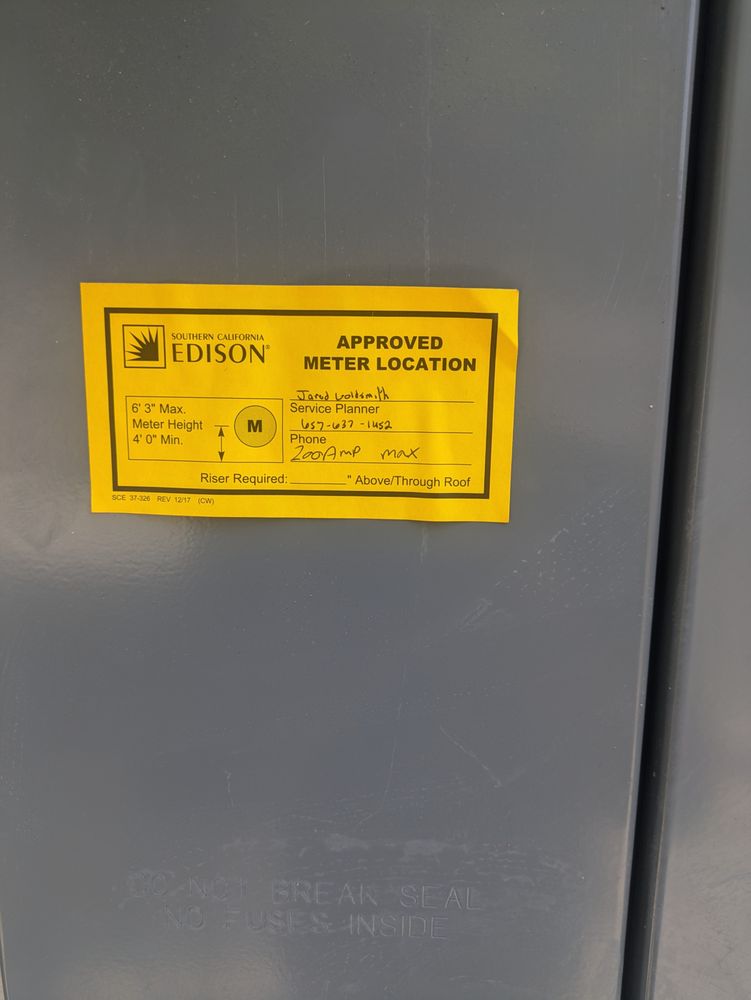 SOUTHERN CALIFORNIA
EDISON®
APPROVED
METER LOCATION
6' 3" Max.
Meter Height
4' 0" Min.
M
Jarod
Service Planner
657-637-1452
Phone
200Amp max
Riser Required:________" Above/Through Roof
SCE 37-326 REV 12/17 (CW)
DO NOT BREAK SEAL
NO FUSES INSIDE